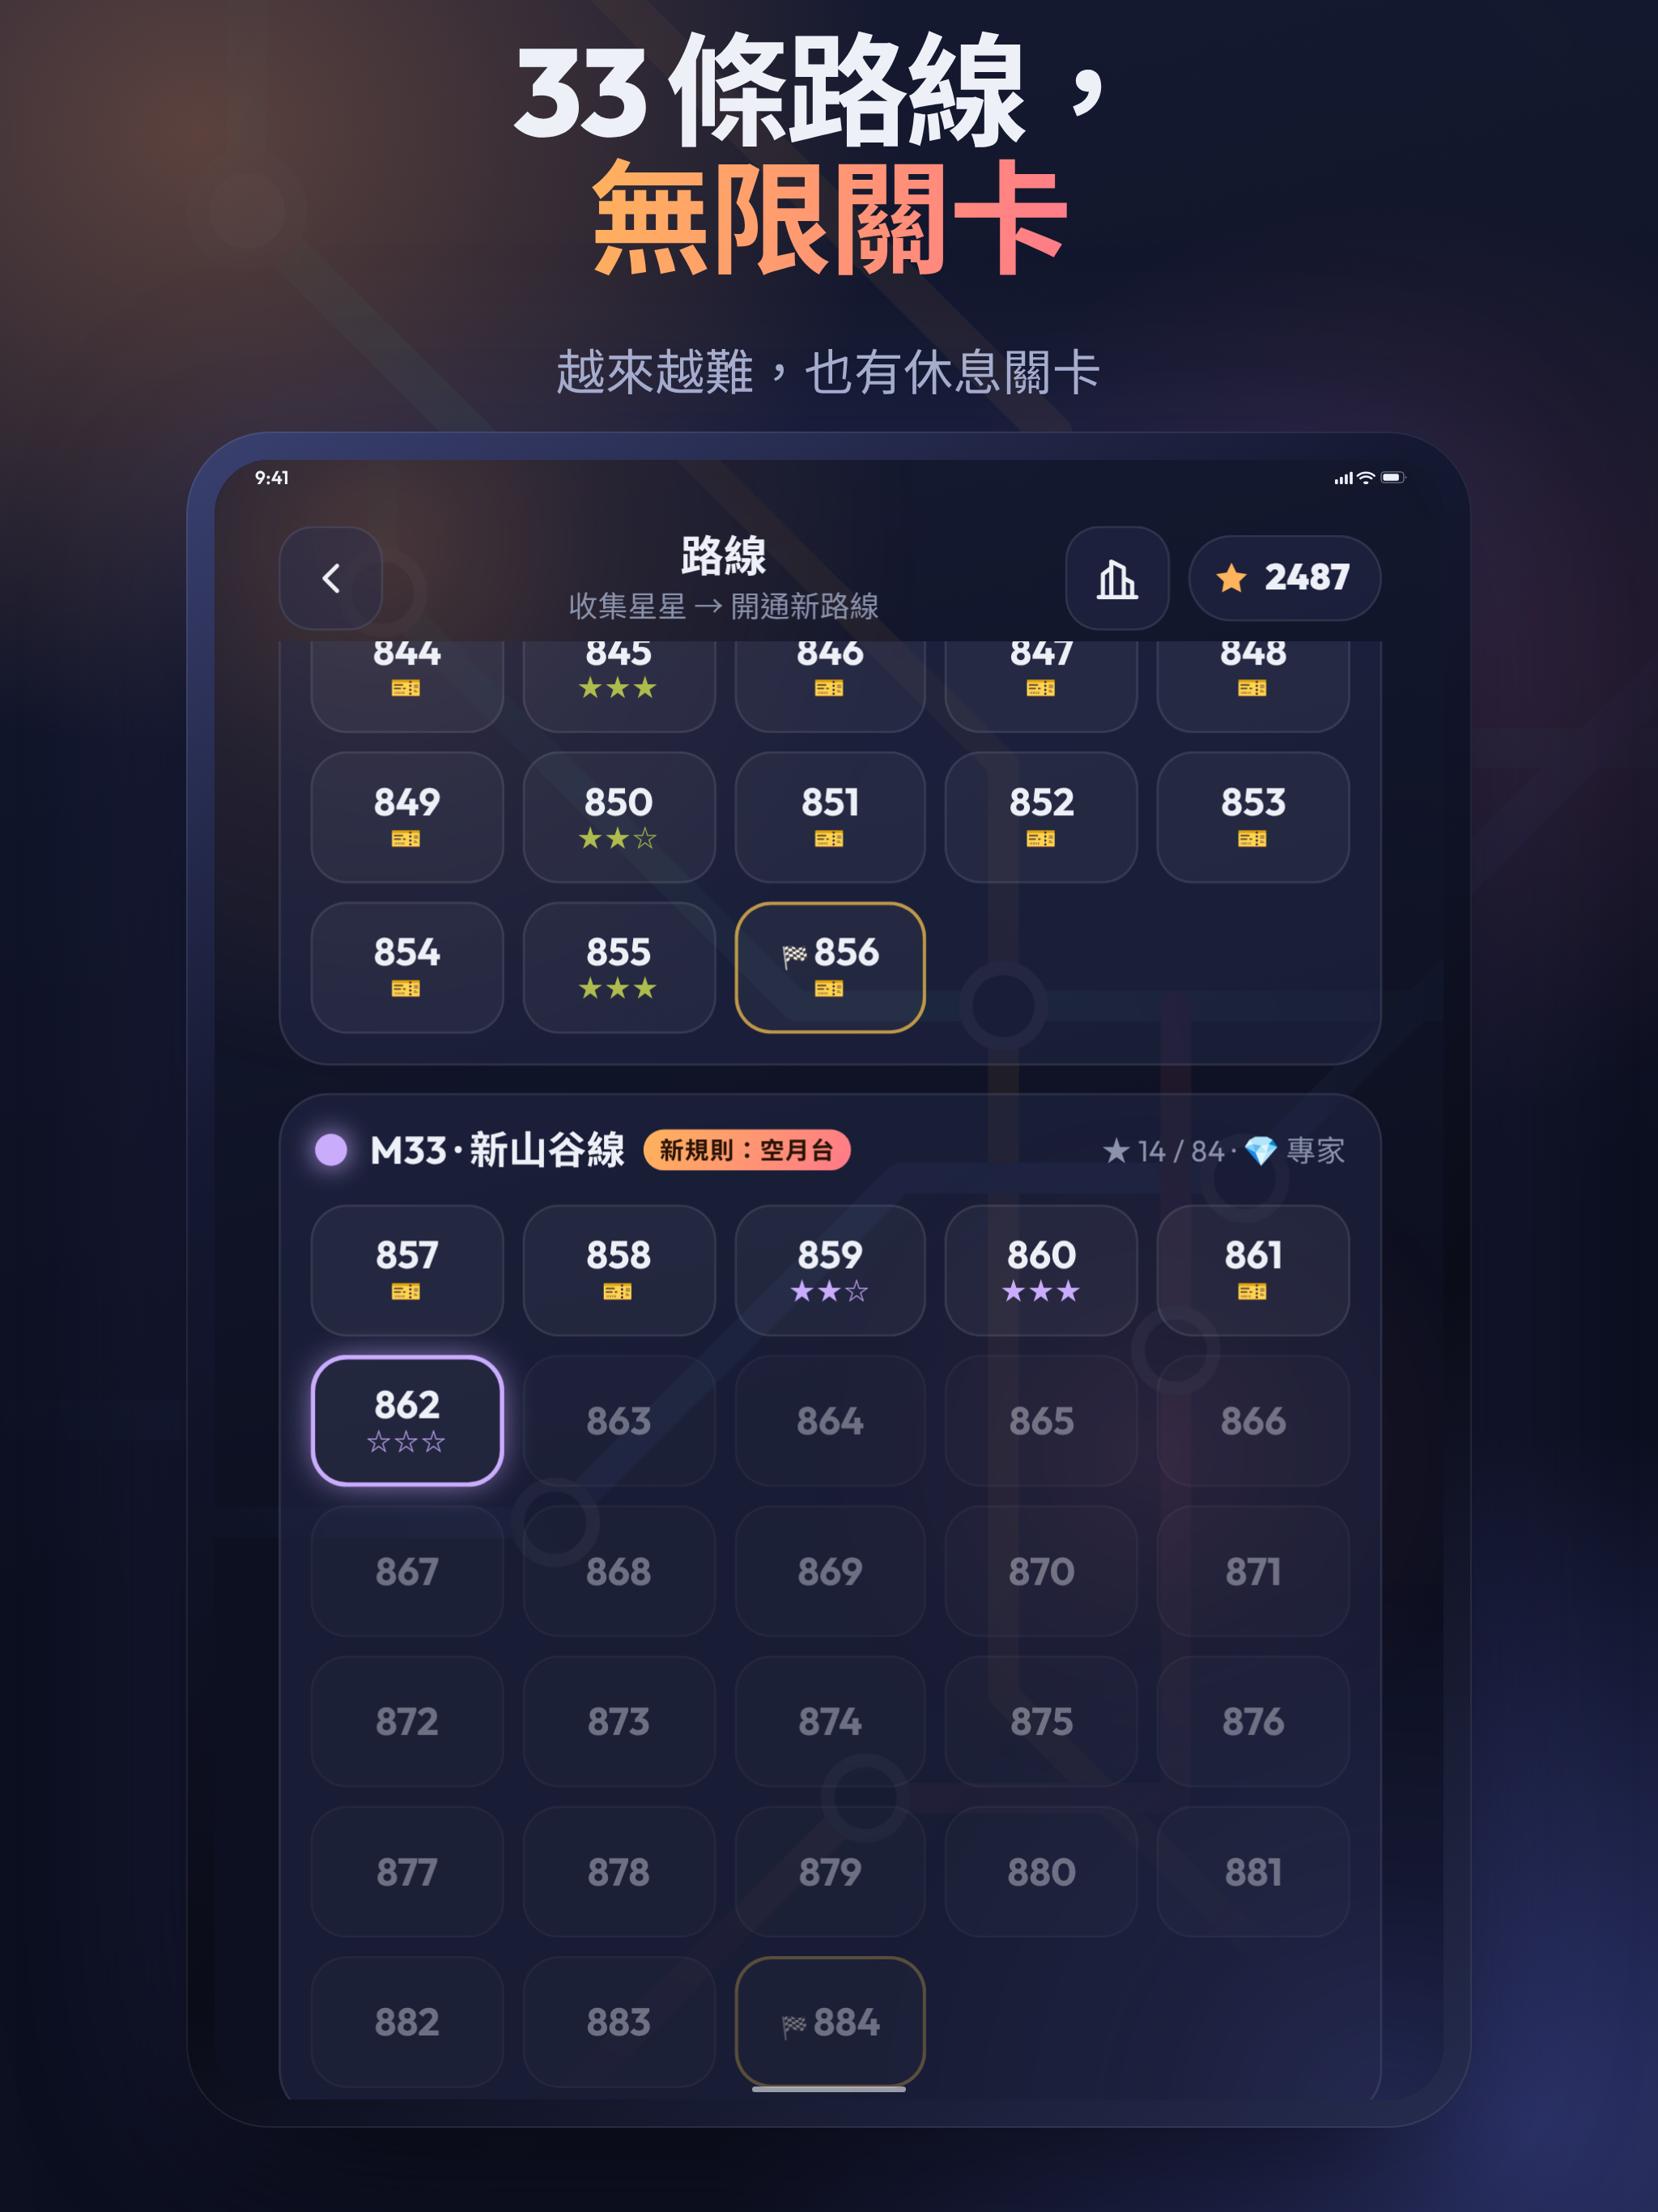 33 條路線，
無限關卡
越來越難，也有休息關卡
9:41
路線
收集星星 → 開通新路線
★ 2487
844 845 846 847 848
🎫 ★★★ 🎫 🎫 🎫
849 850 851 852 853
🎫 ★★☆ 🎫 🎫 🎫
854 855 🏁 856
🎫 ★★★ 🎫
M33 · 新山谷線 新規則：空月台 ★ 14 / 84 · 💎 專家
857 858 859 860 861
🎫 🎫 ★★☆ ★★★ 🎫
862 863 864 865 866
☆☆☆
867 868 869 870 871
872 873 874 875 876
877 878 879 880 881
882 883 🏁 884